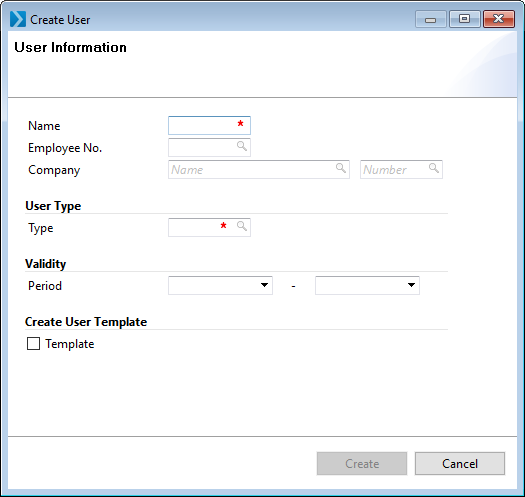 Create User
User Information
Name *
Employee No.
Company Name Number
User Type
Type *
Validity
Period -
Create User Template
Template
Create Cancel